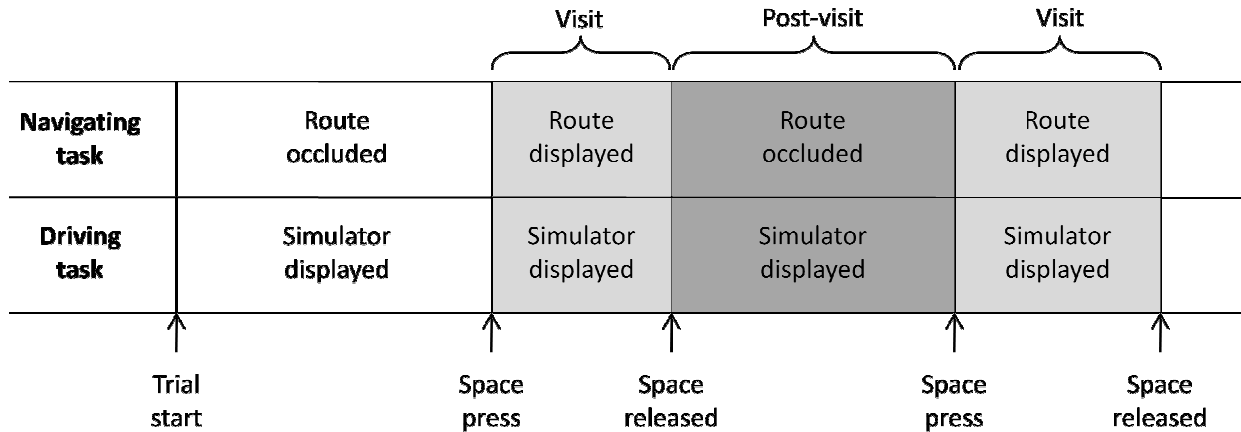 Visit
Post-visit
Visit
Navigating
task
Route
occluded
Route
displayed
Route
occluded
Route
displayed
Driving
task
Simulator
displayed
Simulator
displayed
Simulator
displayed
Simulator
displayed
Trial
start
Space
press
Space
released
Space
press
Space
released